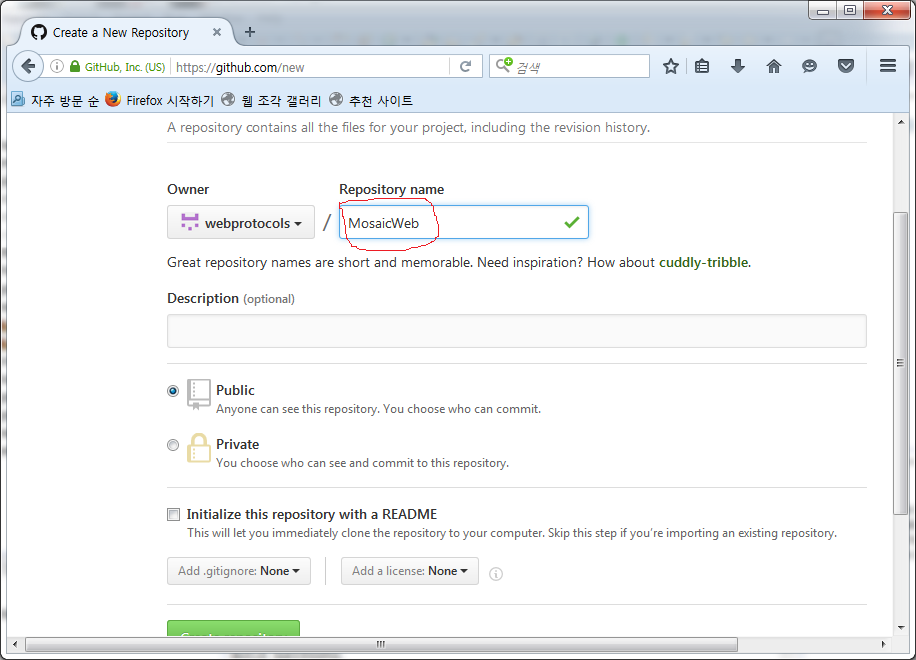 Create a New Repository
GitHub, Inc. (US) https://github.com/new 검색
자주 방문 순 Firefox 시작하기 웹 조각 갤러리 추천 사이트
A repository contains all the files for your project, including the revision history.
Owner Repository name
webprotocols / MosaicWeb
Great repository names are short and memorable. Need inspiration? How about cuddly-tribble.
Description (optional)
Public
Anyone can see this repository. You choose who can commit.
Private
You choose who can see and commit to this repository.
Initialize this repository with a README
This will let you immediately clone the repository to your computer. Skip this step if you're importing an existing repository.
Add .gitignore: None Add a license: None